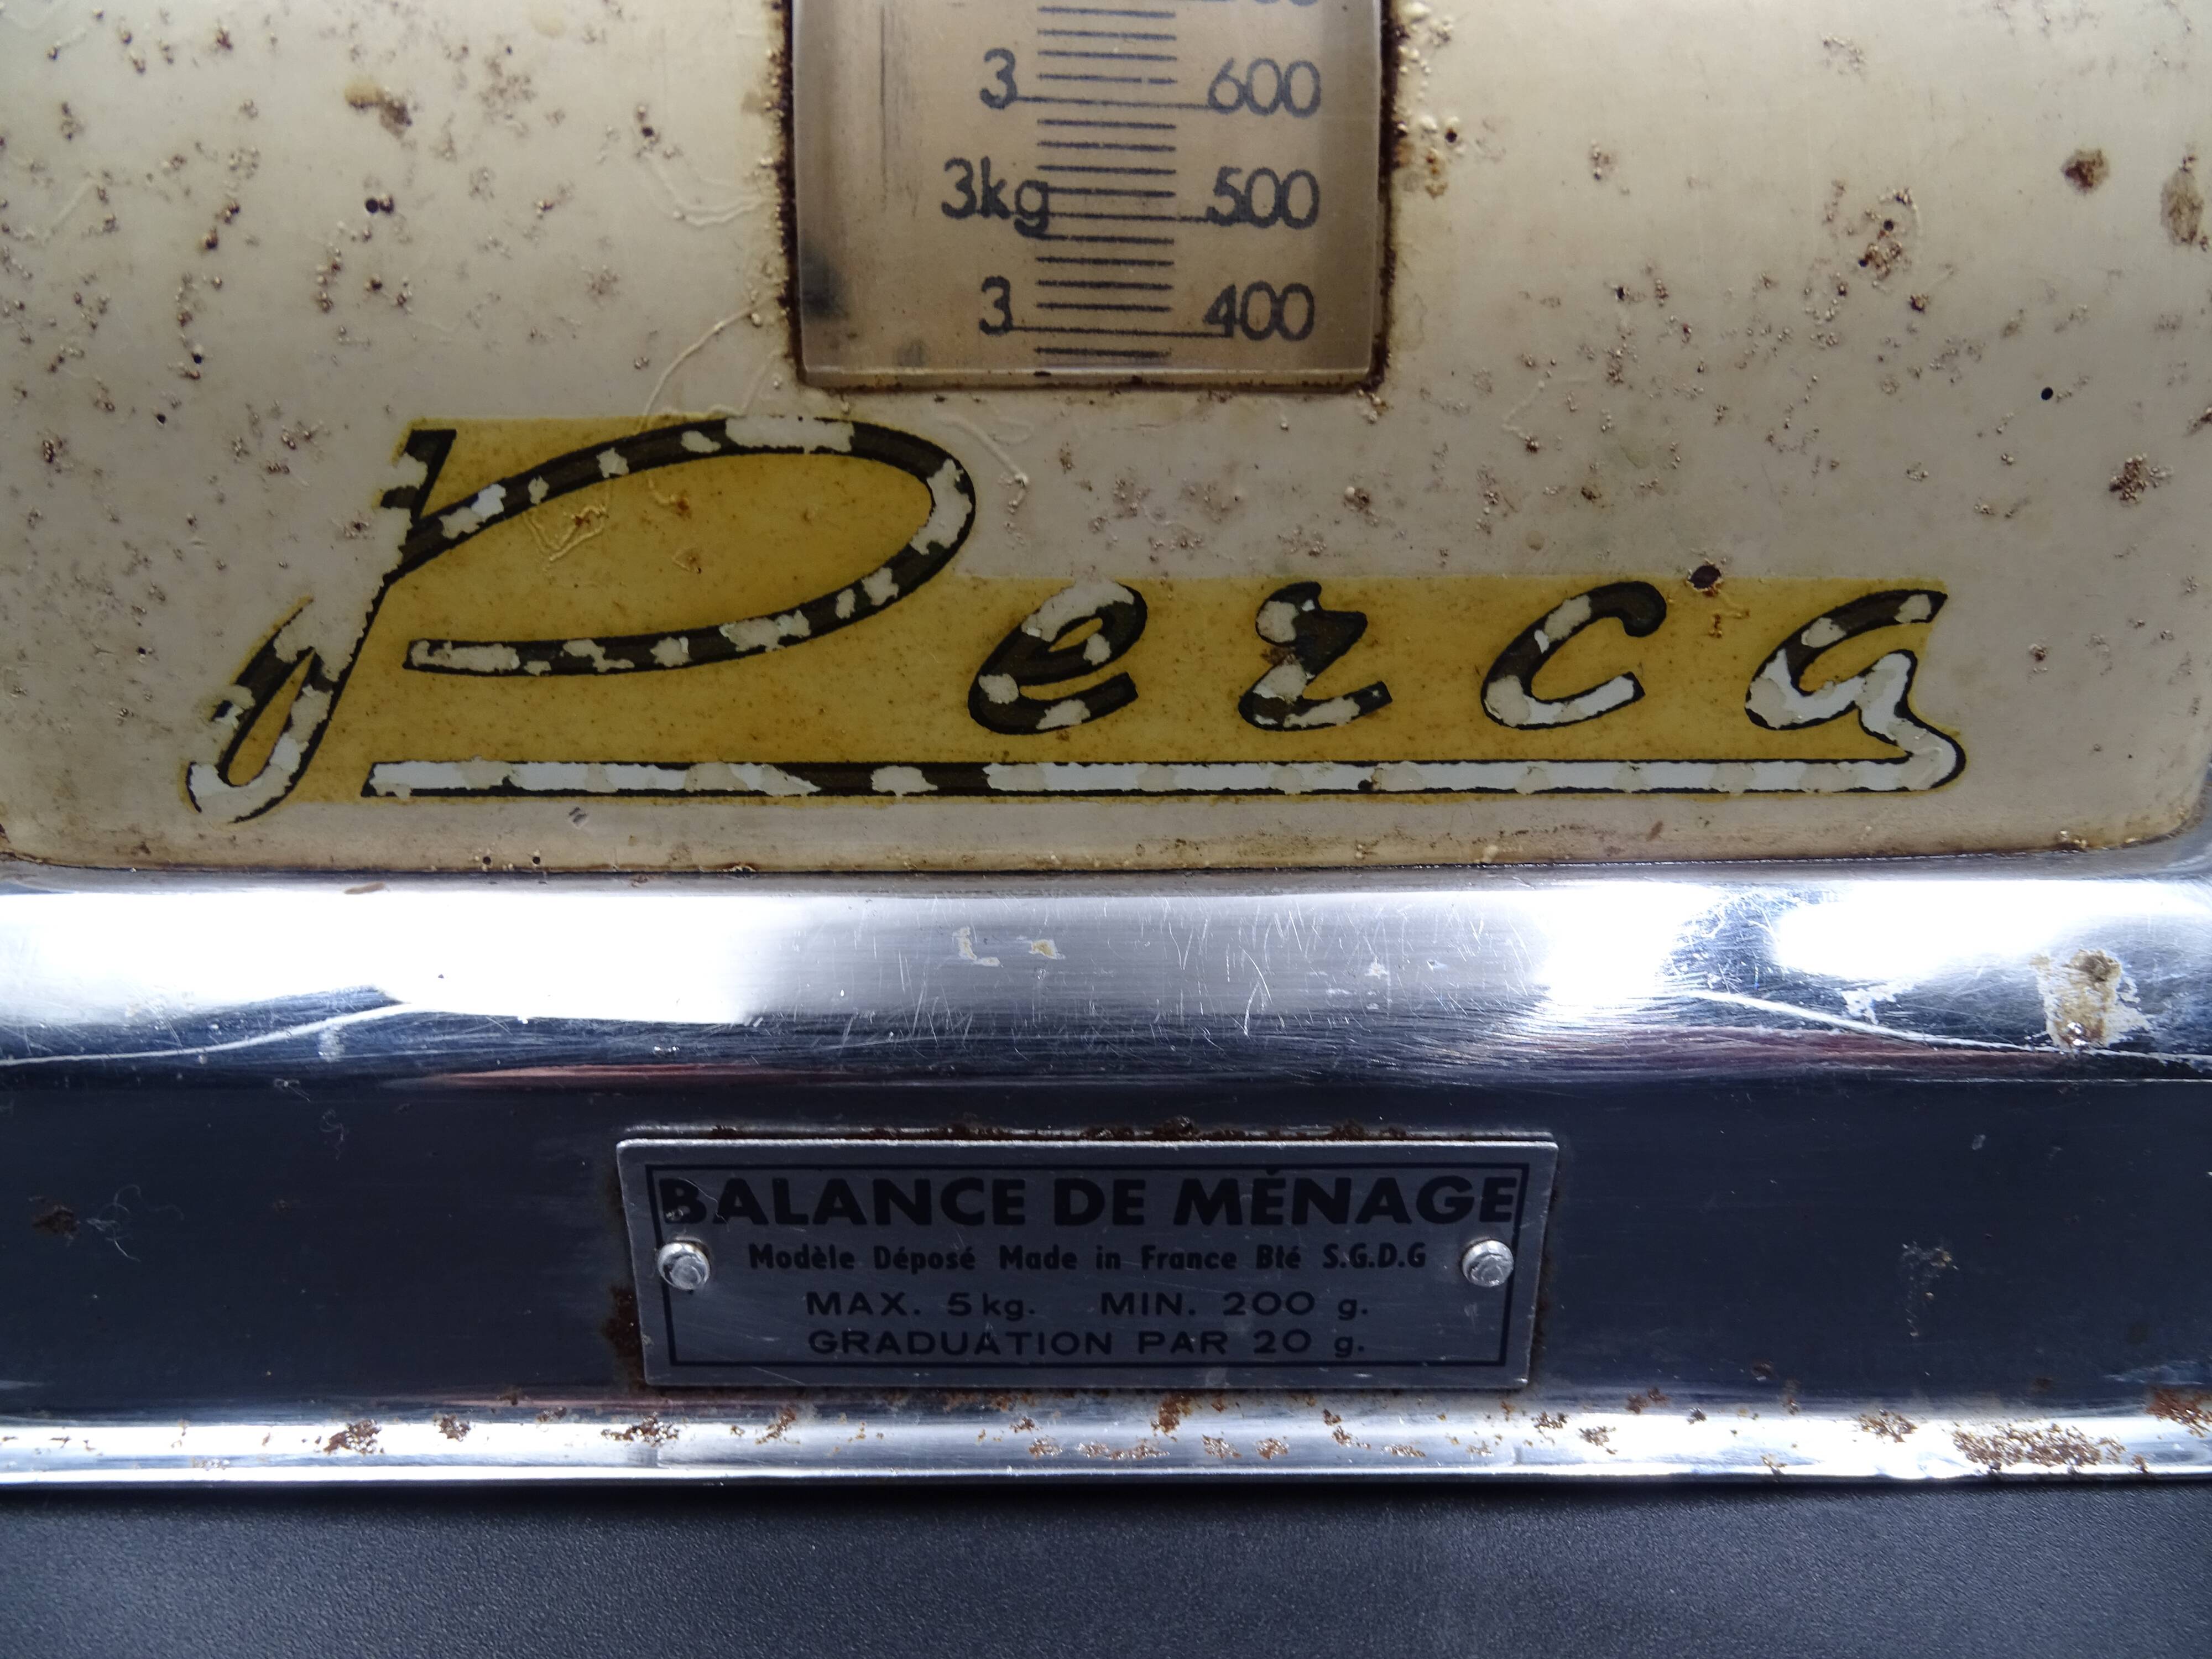 3 600
3kg 500
3 400
Perca
BALANCE DE MÉNAGE
Modèle Déposé Made in France Bté S.G.D.G
MAX. 5kg. MIN. 200 g.
GRADUATION PAR 20 g.